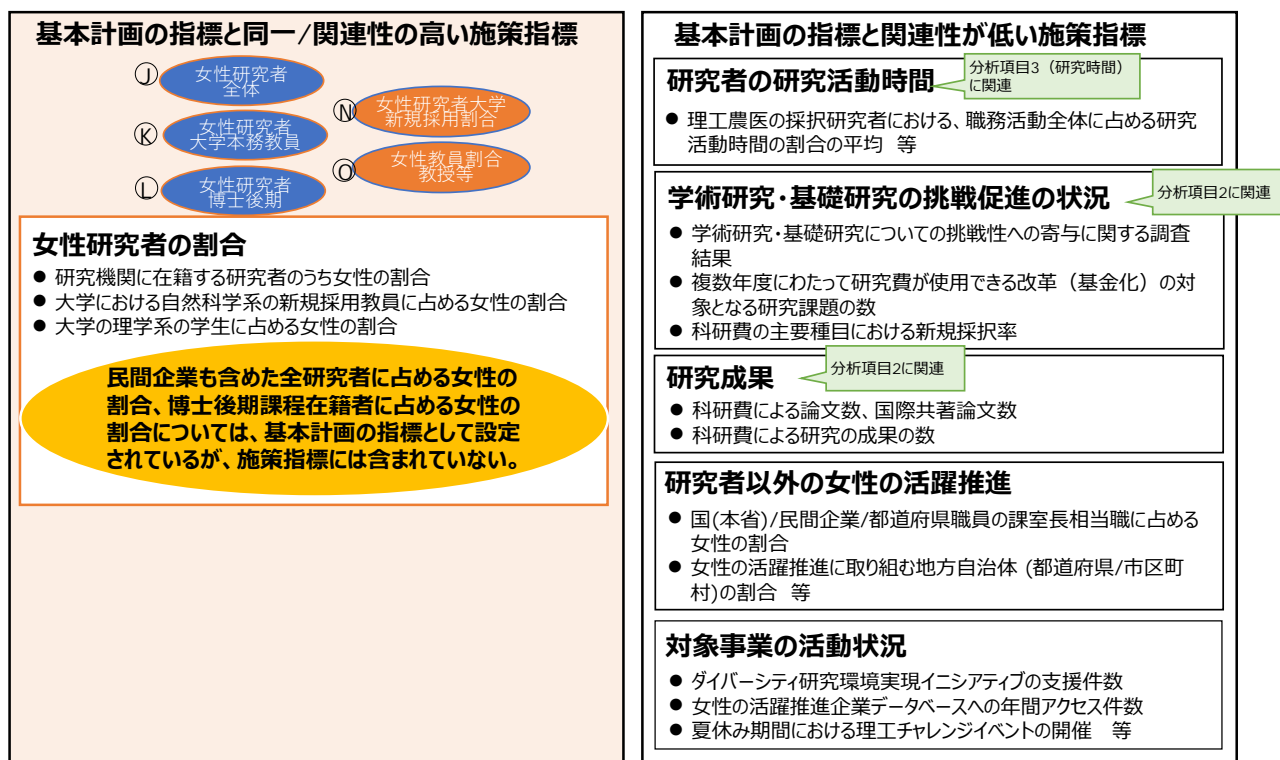 基本計画の指標と同一/関連性の高い施策指標
Ⓙ
女性研究者
全体
Ⓚ
女性研究者
大学本務教員
Ⓛ
女性研究者
博士後期
Ⓝ
女性研究者大学
新規採用割合
Ⓞ
女性教員割合
教授等
女性研究者の割合
● 研究機関に在籍する研究者のうち女性の割合
● 大学における自然科学系の新規採用教員に占める女性の割合
● 大学の理学系の学生に占める女性の割合
民間企業も含めた全研究者に占める女性の
割合、博士後期課程在籍者に占める女性の
割合については、基本計画の指標として設定
されているが、施策指標には含まれていない。
基本計画の指標と関連性が低い施策指標
研究者の研究活動時間
分析項目3（研究時間）
に関連
● 理工農医の採択研究者における、職務活動全体に占める研究
活動時間の割合の平均 等
学術研究・基礎研究の挑戦促進の状況
分析項目2に関連
● 学術研究・基礎研究についての挑戦性への寄与に関する調査
結果
● 複数年度にわたって研究費が使用できる改革（基金化）の対
象となる研究課題の数
● 科研費の主要種目における新規採択率
研究成果
分析項目2に関連
● 科研費による論文数、国際共著論文数
● 科研費による研究の成果の数
研究者以外の女性の活躍推進
● 国(本省)/民間企業/都道府県職員の課室長相当職に占める
女性の割合
● 女性の活躍推進に取り組む地方自治体 (都道府県/市区町
村)の割合 等
対象事業の活動状況
● ダイバーシティ研究環境実現イニシアティブの支援件数
● 女性の活躍推進企業データベースへの年間アクセス件数
● 夏休み期間における理工チャレンジイベントの開催 等